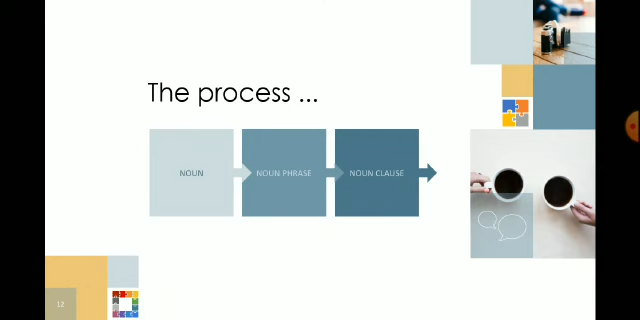 The process ...
NOUN
NOUN PHRASE
NOUN CLAUSE
12